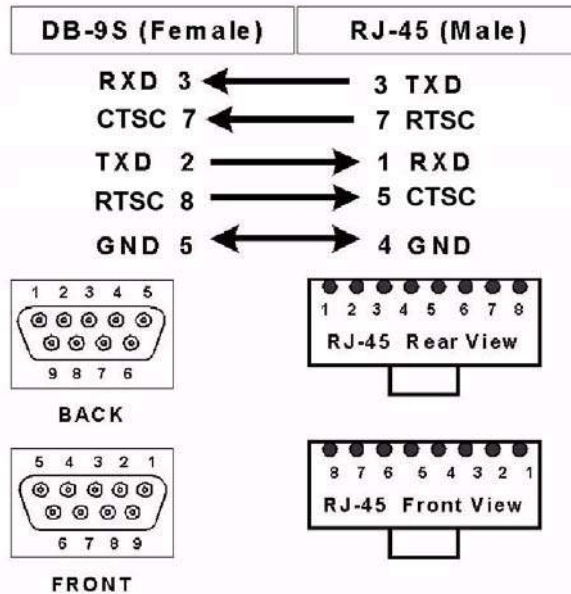 DB-9S (Female) RJ-45 (Male)
RXD 3 3 TXD
CTSC 7 7 RTSC
TXD 2 1 RXD
RTSC 8 5 CTSC
GND 5 4 GND
1 2 3 4 5
9 8 7 6
BACK
1 2 3 4 5 6 7 8
RJ-45 Rear View
5 4 3 2 1
6 7 8 9
FRONT
8 7 6 5 4 3 2 1
RJ-45 Front View